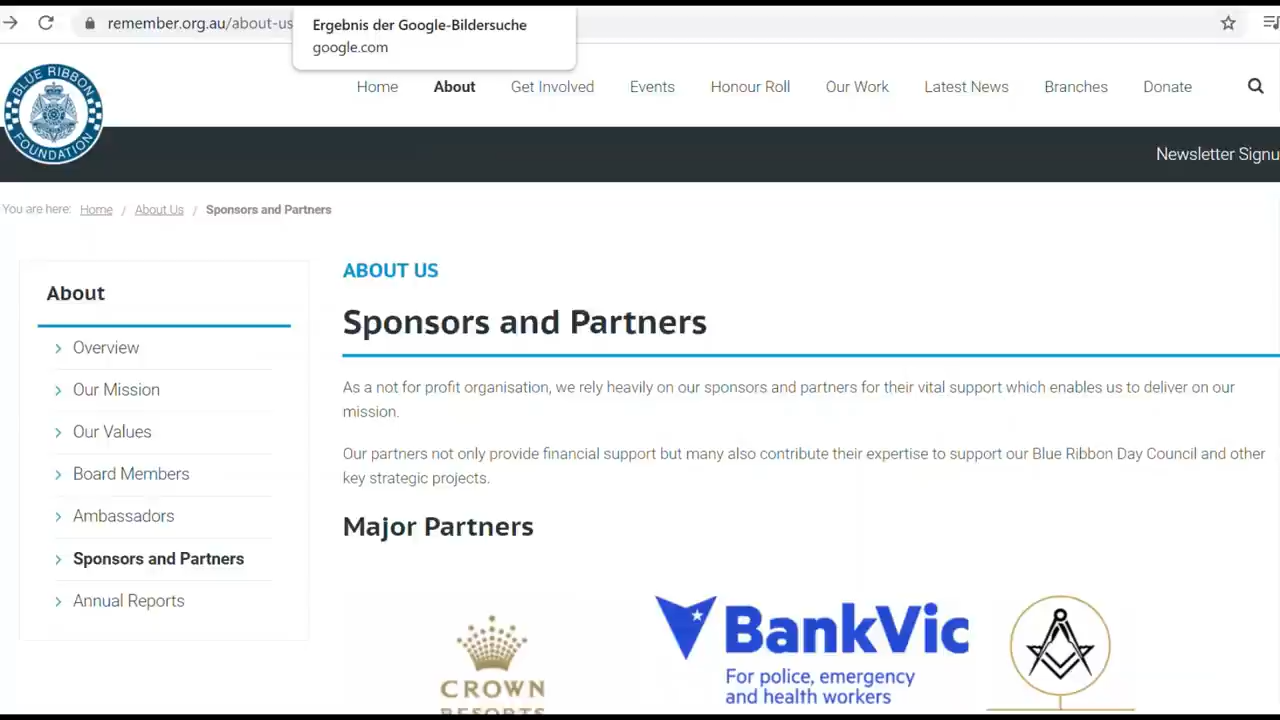 remember.org.au/about-us
Ergebnis der Google-Bildersuche
google.com
BLUE RIBBON
FOUNDATION
Home About Get Involved Events Honour Roll Our Work Latest News Branches Donate
Newsletter Signu
You are here: Home / About Us / Sponsors and Partners
About
Overview
Our Mission
Our Values
Board Members
Ambassadors
Sponsors and Partners
Annual Reports
ABOUT US
Sponsors and Partners
As a not for profit organisation, we rely heavily on our sponsors and partners for their vital support which enables us to deliver on our
mission.
Our partners not only provide financial support but many also contribute their expertise to support our Blue Ribbon Day Council and other
key strategic projects.
Major Partners
CROWN
RESORTS
BankVic
For police, emergency
and health workers